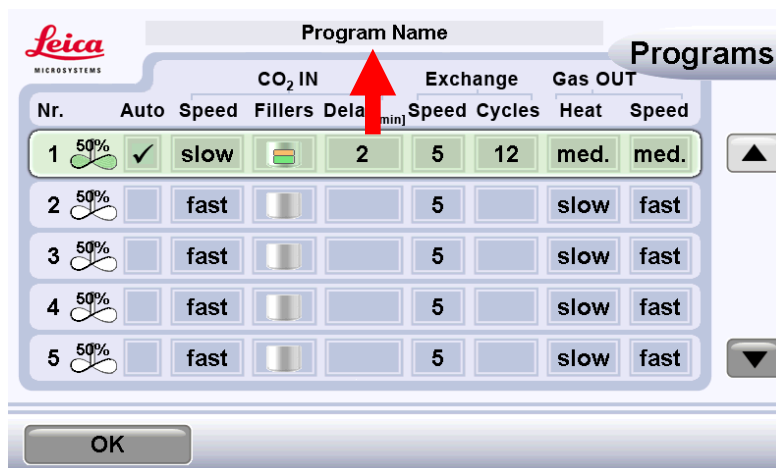 Leica
MICROSYSTEMS
Program Name
Programs
CO₂ IN Exchange Gas OUT
Nr. Auto Speed Fillers [min] Speed Cycles Heat Speed
1 50% ✓ slow 2 5 12 med. med.
2 50% fast 5 slow fast
3 50% fast 5 slow fast
4 50% fast 5 slow fast
5 50% fast 5 slow fast
OK